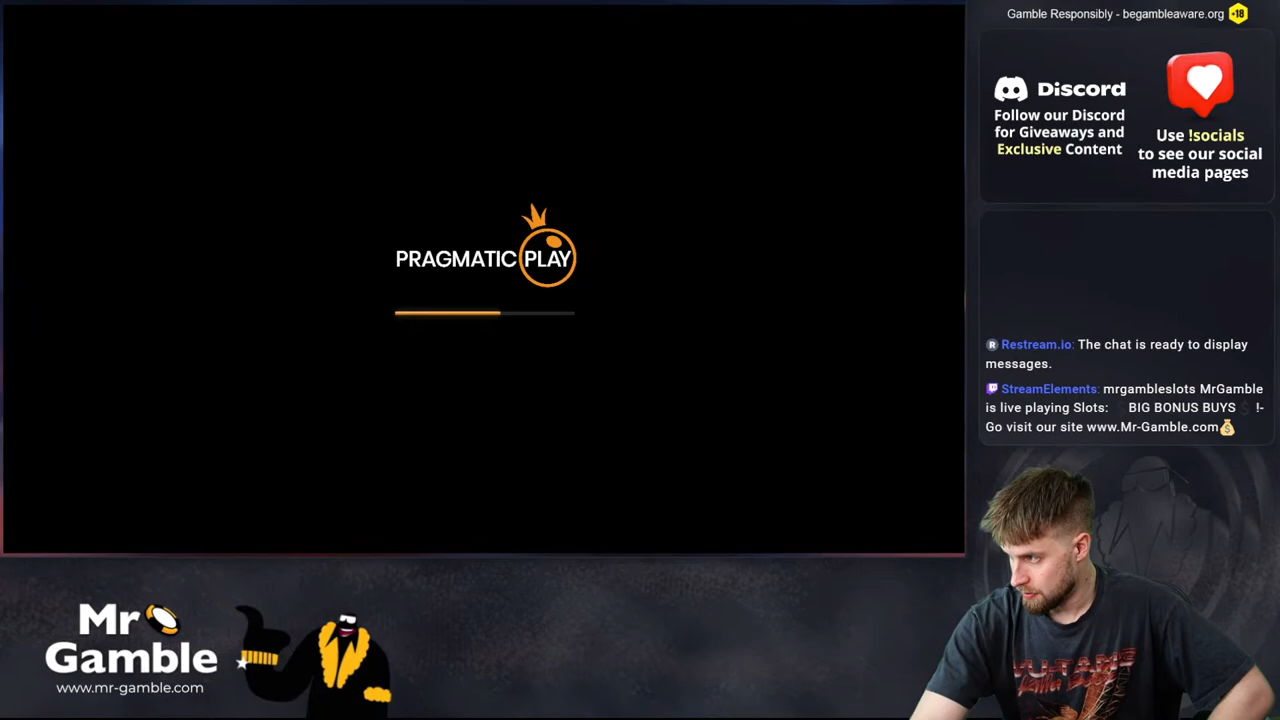 Gamble Responsibly - begambleaware.org +18
Discord
Follow our Discord
for Giveaways and
Exclusive Content
Use !socials
to see our social
media pages
PRAGMATIC PLAY
R Restream.io: The chat is ready to display
messages.
StreamElements: mrgambleslots MrGamble
is live playing Slots: BIG BONUS BUYS !-
Go visit our site www.Mr-Gamble.com
Mr
Gamble
www.mr-gamble.com